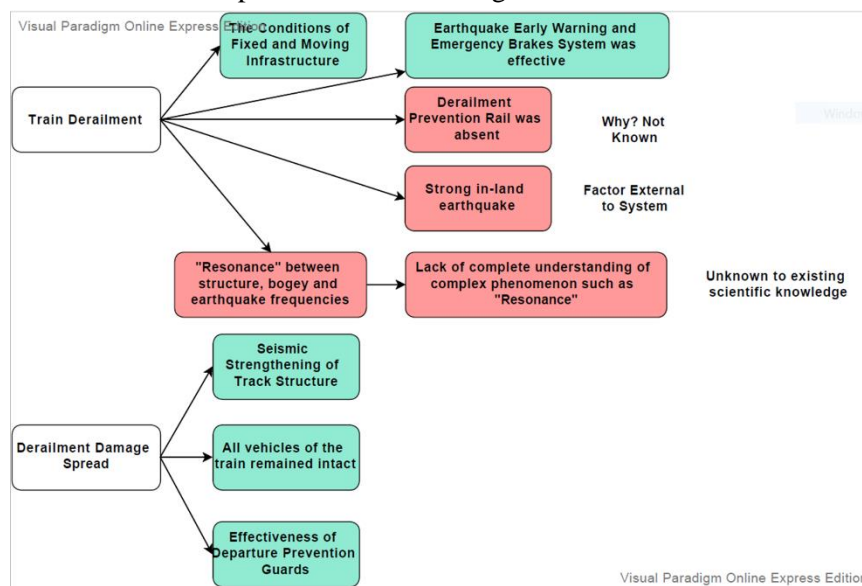 Visual Paradigm Online Express Edition
The Conditions of
Fixed and Moving
Infrastructure
Earthquake Early Warning and
Emergency Brakes System was
effective
Train Derailment
Derailment
Prevention Rail was
absent
Why? Not
Known
Strong in-land
earthquake
Factor External
to System
"Resonance" between
structure, bogey and
earthquake frequencies
Lack of complete understanding of
complex phenomenon such as
"Resonance"
Unknown to existing
scientific knowledge
Seismic
Strengthening of
Track Structure
Derailment Damage
Spread
All vehicles of the
train remained intact
Effectiveness of
Departure Prevention
Guards
Visual Paradigm Online Express Edition